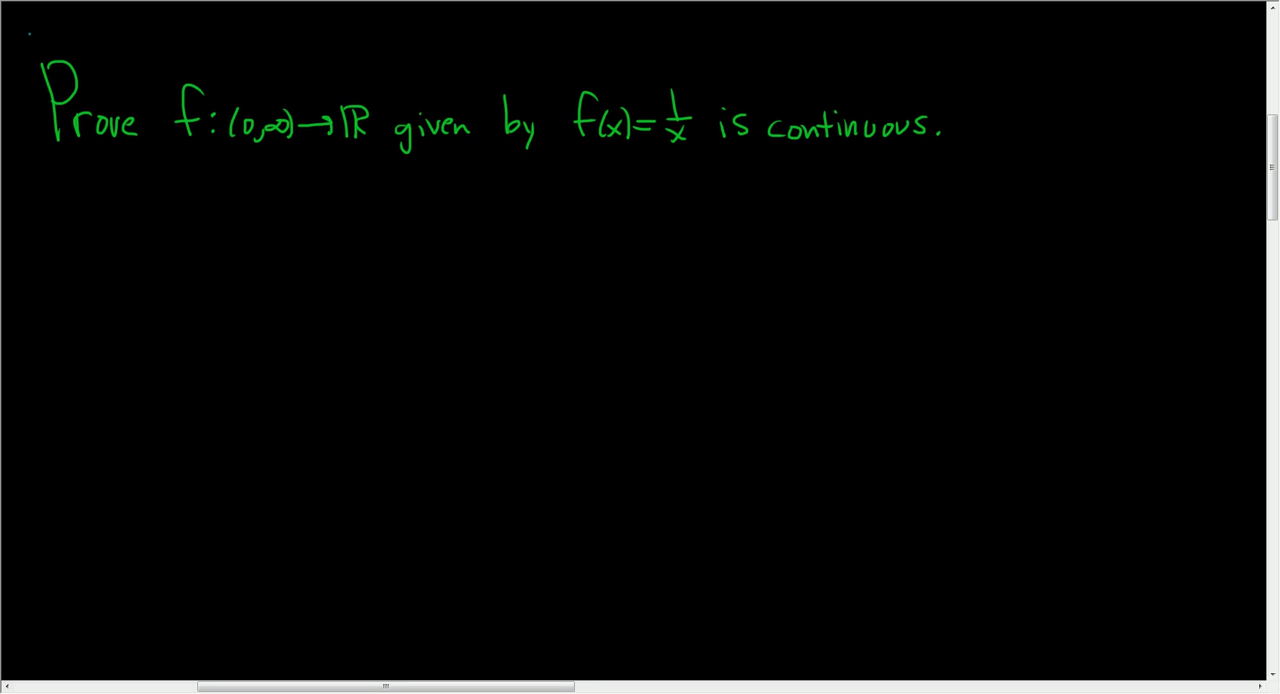 Prove f:(0,∞)→ℝ given by f(x)=1/x is continuous.